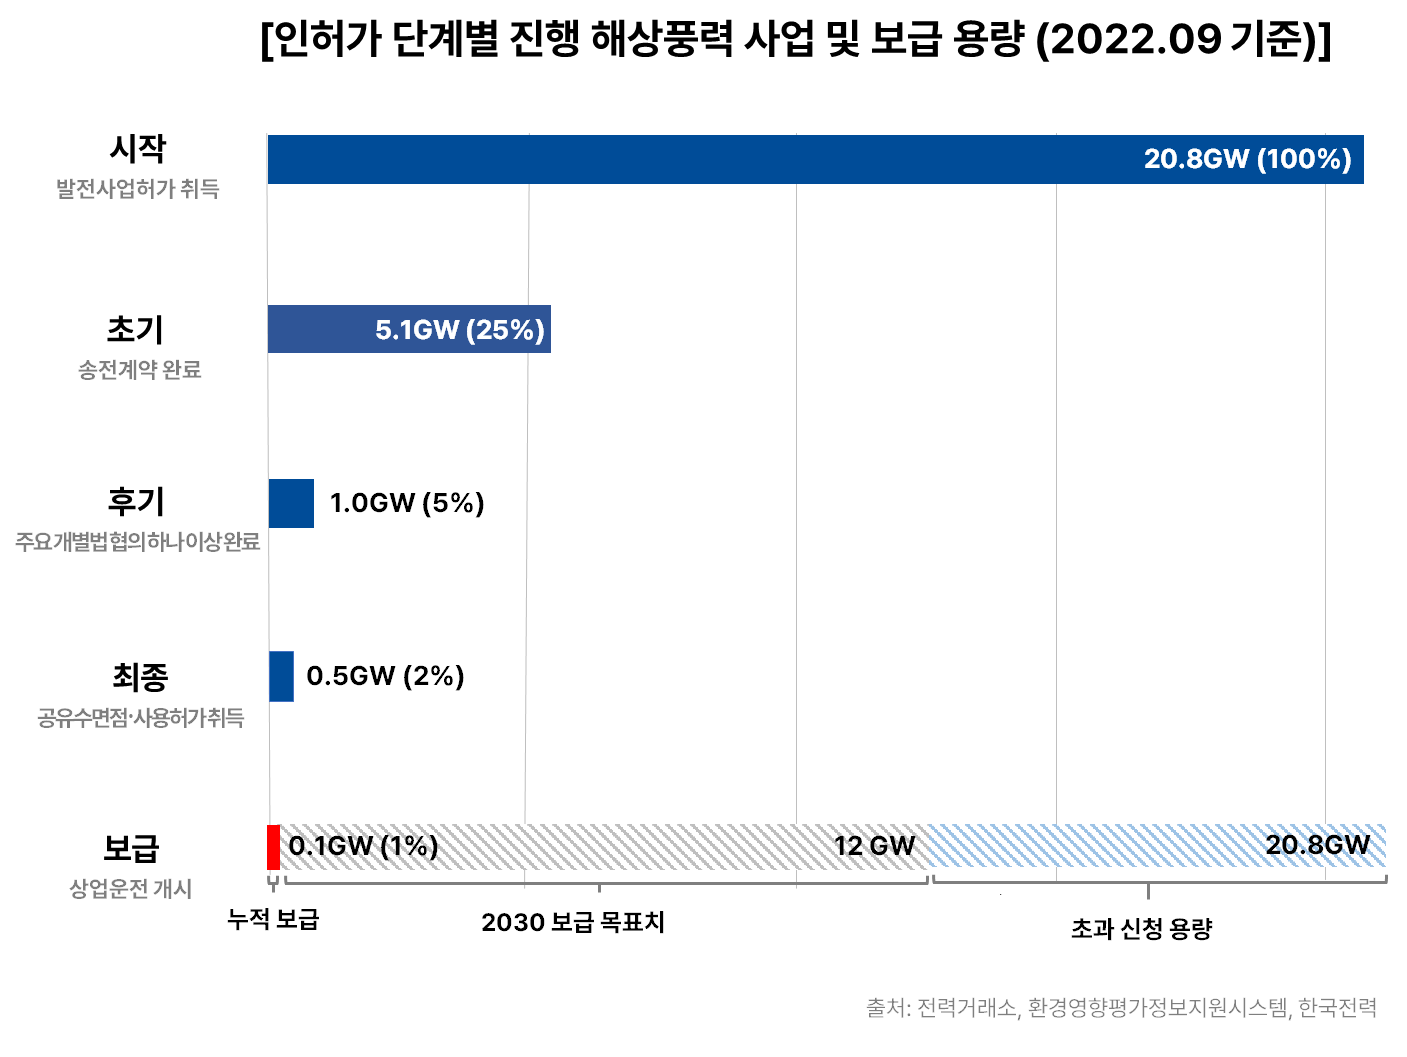 [인허가 단계별 진행 해상풍력 사업 및 보급 용량 (2022.09 기준)]
시작
발전사업허가 취득
20.8GW (100%)
초기
송전계약 완료
5.1GW (25%)
후기
주요개별법협의하나이상완료
1.0GW (5%)
최종
공유수면점·사용허가취득
0.5GW (2%)
보급
상업운전 개시
0.1GW (1%)
12 GW
20.8GW
누적 보급
2030 보급 목표치
초과 신청 용량
출처: 전력거래소, 환경영향평가정보지원시스템, 한국전력